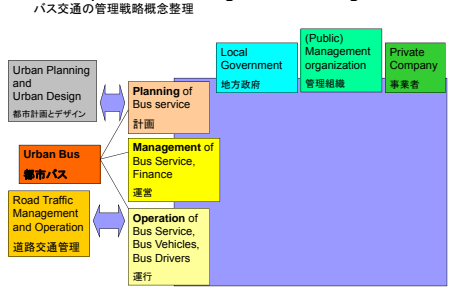 バス交通の管理戦略概念整理
Local
Government
地方政府
(Public)
Management
organization
管理組織
Private
Company
事業者
Urban Planning
and
Urban Design
都市計画とデザイン
Planning of
Bus service
計画
Urban Bus
都市バス
Management of
Bus Service,
Finance
運営
Road Traffic
Management
and Operation
道路交通管理
Operation of
Bus Service,
Bus Vehicles,
Bus Drivers
運行